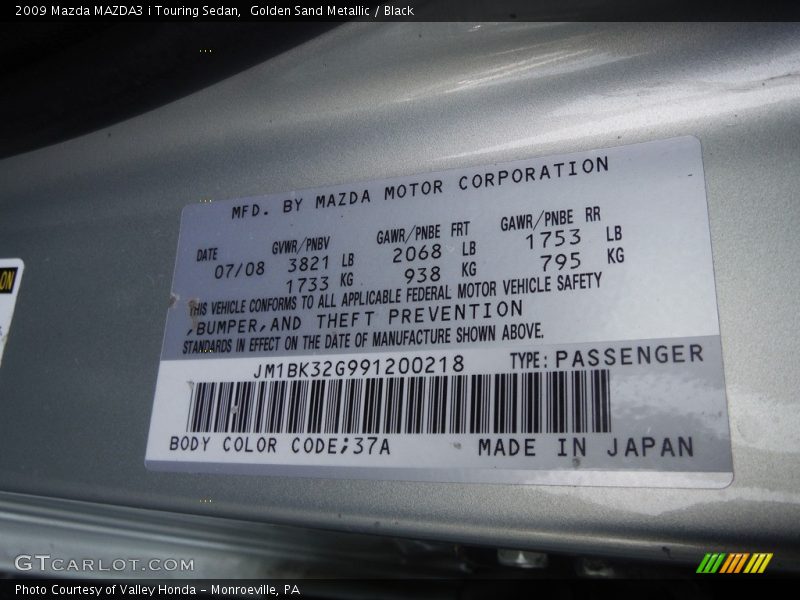 2009 Mazda MAZDA3 i Touring Sedan,  Golden Sand Metallic / Black
MFD. BY MAZDA MOTOR CORPORATION
DATE GVWR/PNBV GAWR/PNBE FRT GAWR/PNBE RR
07/08 3821 LB 2068 LB 1753 LB
1733 KG 938 KG 795 KG
THIS VEHICLE CONFORMS TO ALL APPLICABLE FEDERAL MOTOR VEHICLE SAFETY
,BUMPER,AND THEFT PREVENTION
STANDARDS IN EFFECT ON THE DATE OF MANUFACTURE SHOWN ABOVE.
JM1BK32G991200218 TYPE:PASSENGER
BODY COLOR CODE;37A MADE IN JAPAN
ON
GTCARLOT.COM
Photo Courtesy of Valley Honda - Monroeville, PA